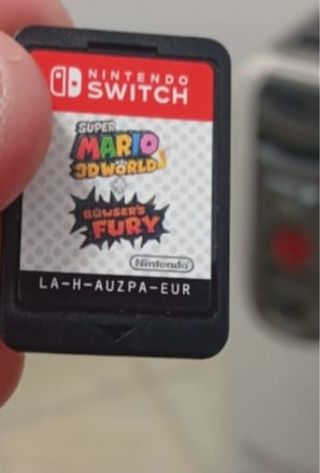 NINTENDO
SWITCH
SUPER
MARIO
3D WORLD
BOWSER'S
FURY
Nintendo
LA-H-AUZPA-EUR